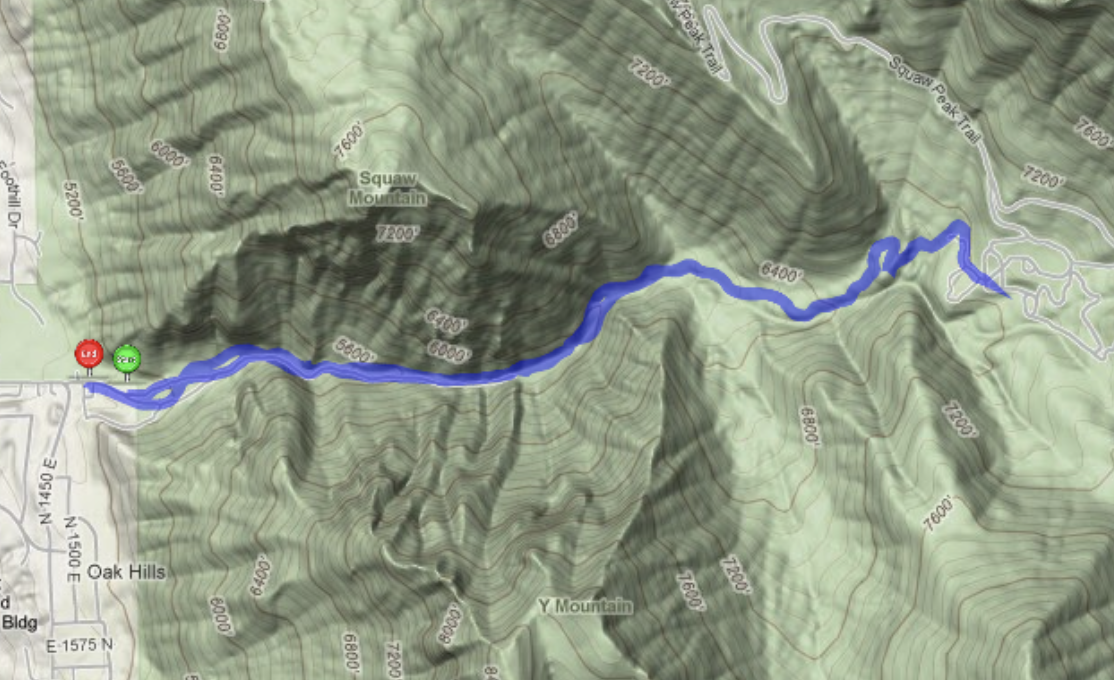 6800'
w Peak Trail
7200'
Squaw Peak Trail
7600'
7600'
6000'
5600'
6400'
Foothill Dr
5200'
Squaw
Mountain
7200'
7200'
6800'
6400'
6400'
5600'
6000'
End
6800'
7200'
7600'
N 1450 E
N 1500 E
Oak Hills
6400'
7600'
7200'
d
Bldg
6000'
Y Mountain
8000'
E 1575 N
6800'
7200'